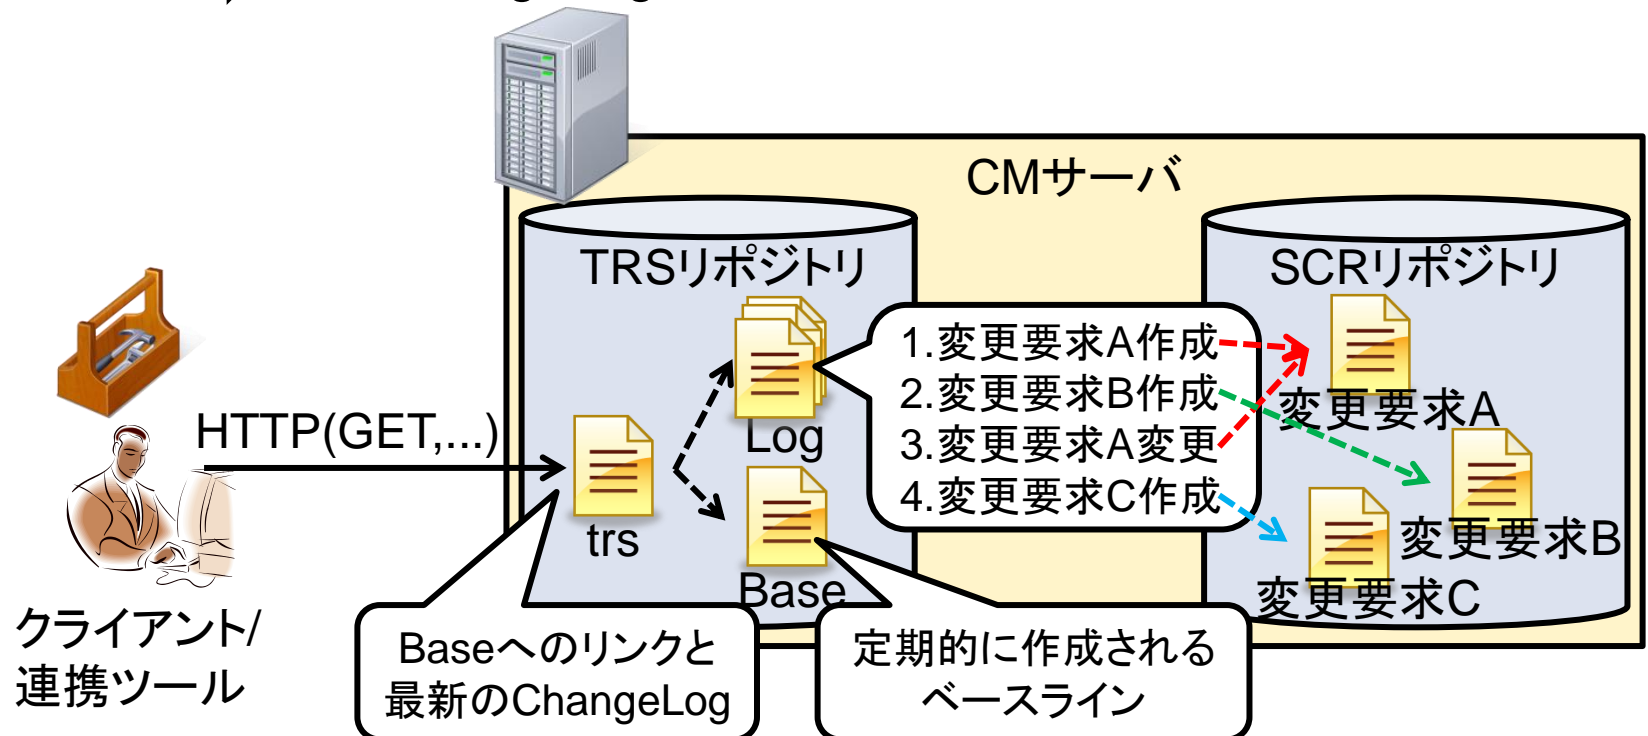 CMサーバ
TRSリポジトリ
SCRリポジトリ
1.変更要求A作成
2.変更要求B作成
3.変更要求A変更
4.変更要求C作成
変更要求A
変更要求B
変更要求C
HTTP(GET,...)
Log
trs
Base
クライアント/
連携ツール
Baseへのリンクと
最新のChangeLog
定期的に作成される
ベースライン